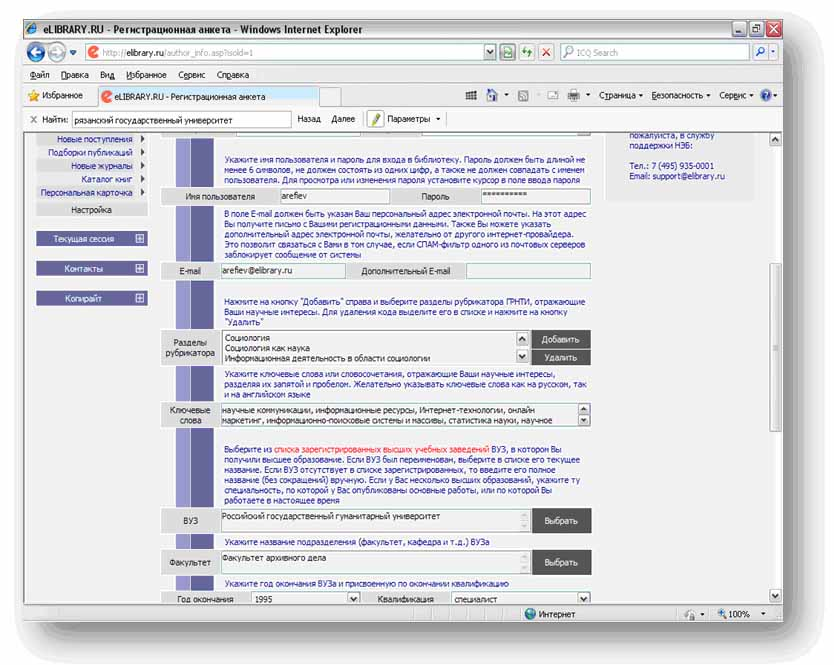 eLIBRARY.RU - Регистрационная анкета - Windows Internet Explorer
http://elibrary.ru/author_info.asp?isold=1
ICQ Search
Файл Правка Вид Избранное Сервис Справка
Избранное
eLIBRARY.RU - Регистрационная анкета
Страница Безопасность Сервис
Найти: рязанский государственный университет Назад Далее Параметры
Новые поступления
Подборки публикаций
Новые журналы
Каталог книг
Персональная карточка
Настройка
Текущая сессия
Контакты
Копирайт
пожалуйста, в службу
поддержки НЭБ:
Тел.: 7 (495) 935-0001
Email: support@elibrary.ru
Укажите имя пользователя и пароль для входа в библиотеку. Пароль должен быть длиной не
менее 6 символов, не должен состоять из одних цифр, а также не должен совпадать с именем
пользователя. Для просмотра или изменения пароля установите курсор в поле ввода пароля
Имя пользователя arefiev Пароль **********
В поле E-mail должен быть указан Ваш персональный адрес электронной почты. На этот адрес
Вы получите письмо с Вашими регистрационными данными. Также Вы можете указать
дополнительный адрес электронной почты, желательно от другого интернет-провайдера.
Это позволит связаться с Вами в том случае, если СПАМ-фильтр одного из почтовых серверов
заблокирует сообщение от системы
E-mail arefiev@elibrary.ru Дополнительный E-mail
Нажмите на кнопку "Добавить" справа и выберите разделы рубрикатора ГРНТИ, отражающие
Ваши научные интересы. Для удаления кода выделите его в списке и нажмите на кнопку
"Удалить"
Разделы
рубрикатора
Социология
Социология как наука
Информационная деятельность в области социологии
Добавить
Удалить
Укажите ключевые слова или словосочетания, отражающие Ваши научные интересы,
разделяя их запятой и пробелом. Желательно указывать ключевые слова как на русском, так
и на английском языке
Ключевые
слова
научные коммуникации, информационные ресурсы, Интернет-технологии, онлайн
маркетинг, информационно-поисковые системы и массивы, статистика науки, научное
Выберите из списка зарегистрированных высших учебных заведений ВУЗ, в котором Вы
получили высшее образование. Если ВУЗ был переименован, выберите в списке его текущее
название. Если ВУЗ отсутствует в списке зарегистрированных, то введите его полное
название (без сокращений) вручную. Если у Вас несколько высших образований, укажите ту
специальность, по которой у Вас опубликованы основные работы, или по которой Вы
работаете в настоящее время
ВУЗ Российский государственный гуманитарный университет Выбрать
Укажите название подразделения (факультет, кафедра и т.д.) ВУЗа
Факультет Факультет архивного дела Выбрать
Укажите год окончания ВУЗа и присвоенную по окончании квалификацию
Год окончания 1995 Квалификация специалист
Интернет
100%